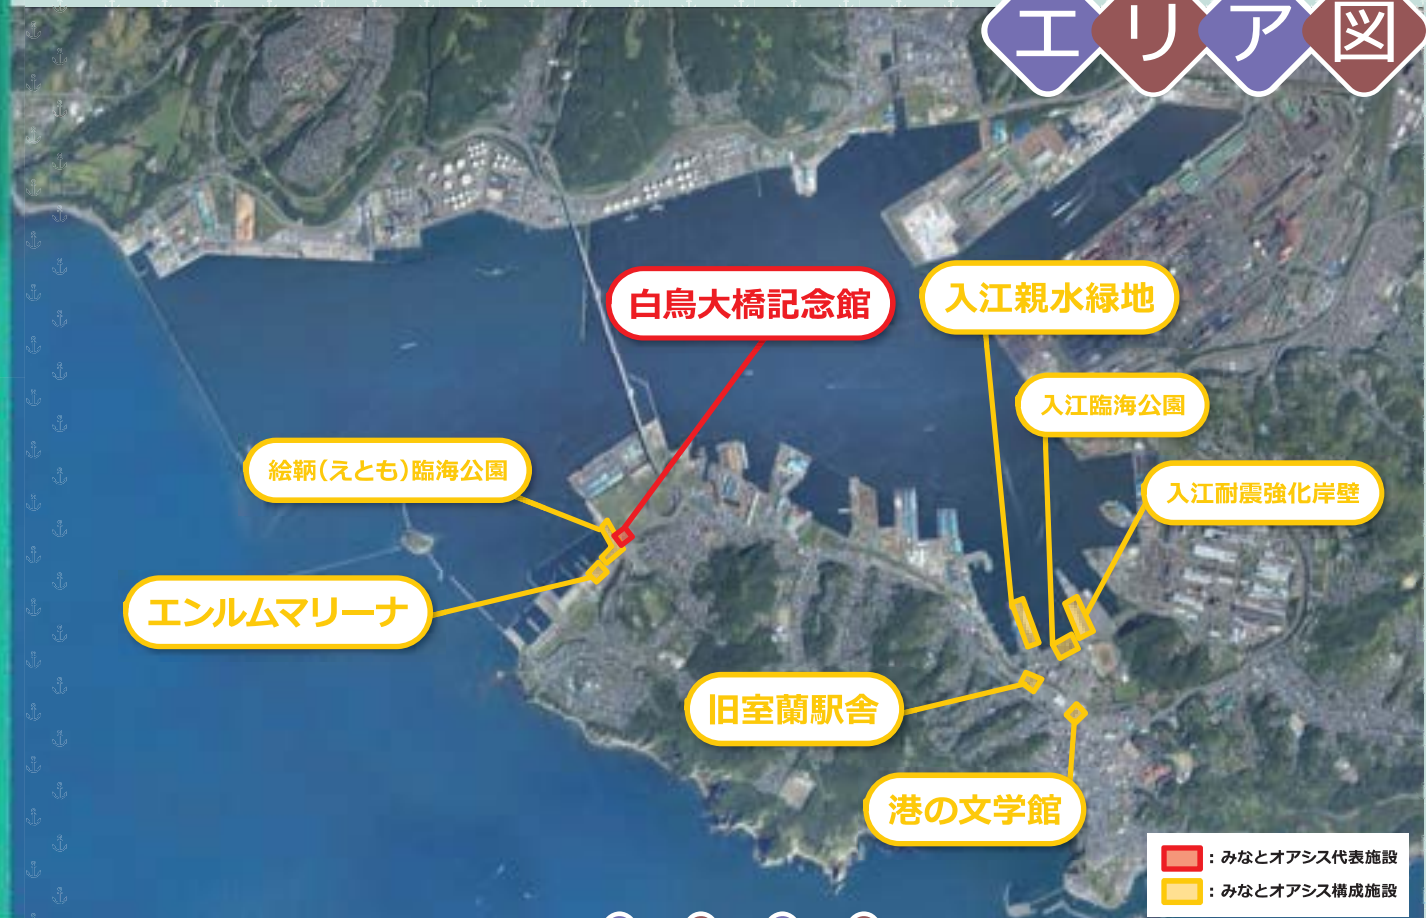 エリア図
白鳥大橋記念館
入江親水緑地
入江臨海公園
絵鞆(えとも)臨海公園
入江耐震強化岸壁
エンルムマリーナ
旧室蘭駅舎
港の文学館
：みなとオアシス代表施設
：みなとオアシス構成施設